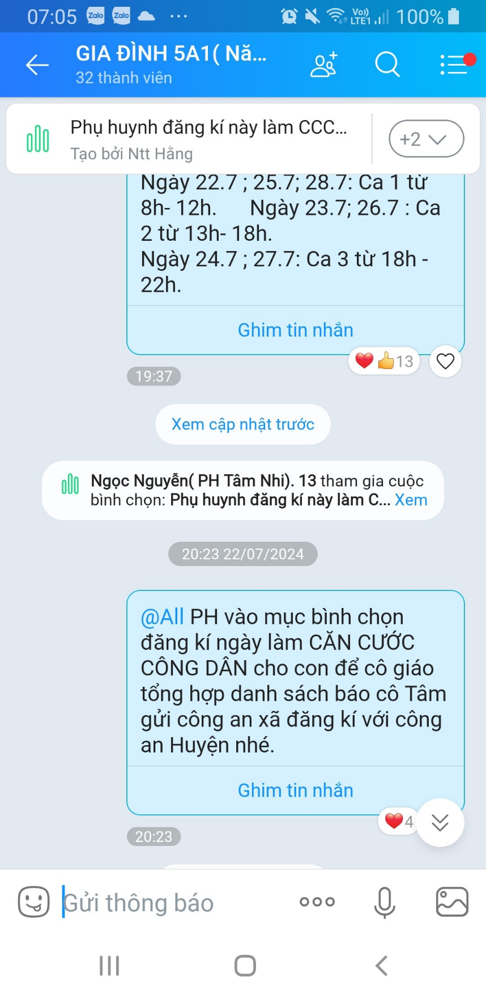 07:05 Zalo Zalo ... Vo)) LTE1 100%
GIA ĐÌNH 5A1( Nă...
32 thành viên
Phụ huynh đăng kí này làm CCC...
+2
Tạo bởi Ntt Hằng
Ngày 22.7 ; 25.7; 28.7: Ca 1 từ
8h- 12h. Ngày 23.7; 26.7 : Ca
2 từ 13h- 18h.
Ngày 24.7 ; 27.7: Ca 3 từ 18h -
22h.
Ghim tin nhắn
13
19:37
Xem cập nhật trước
Ngọc Nguyễn( PH Tâm Nhi). 13 tham gia cuộc
bình chọn: Phụ huynh đăng kí này làm C... Xem
20:23 22/07/2024
@All PH vào mục bình chọn
đăng kí ngày làm CĂN CƯỚC
CÔNG DÂN cho con để cô giáo
tổng hợp danh sách báo cô Tâm
gửi công an xã đăng kí với công
an Huyện nhé.
Ghim tin nhắn
4
20:23
Gửi thông báo